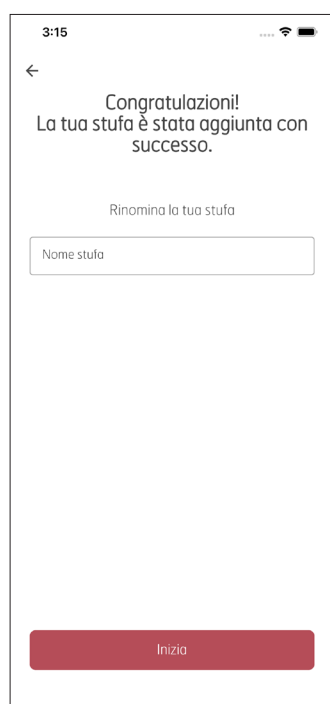 3:15
Congratulazioni!
La tua stufa è stata aggiunta con
successo.
Rinomina la tua stufa
Nome stufa
Inizia